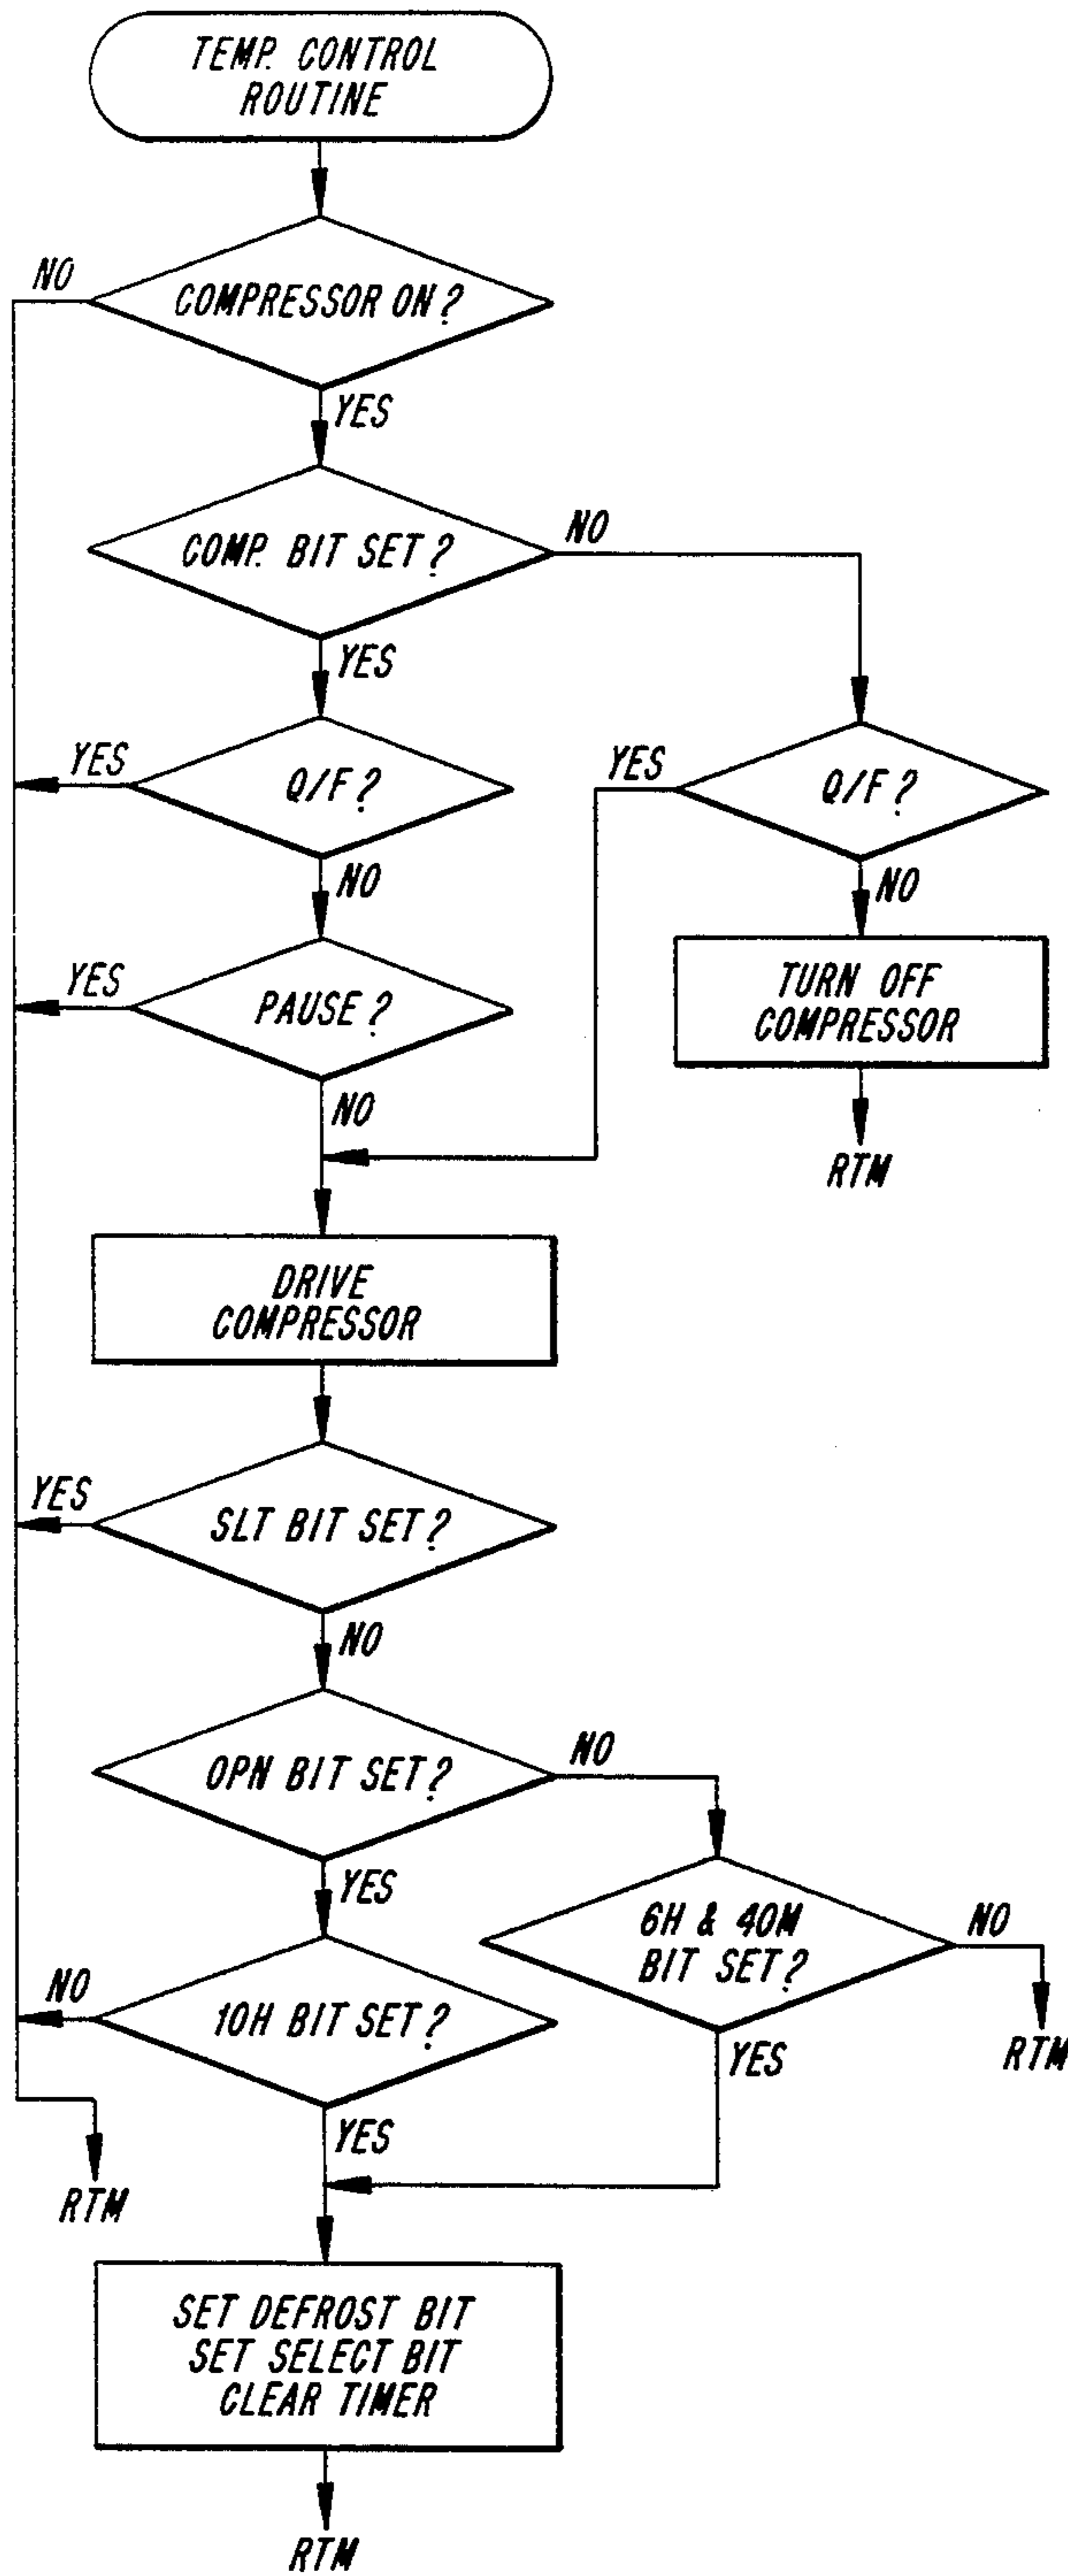 TEMP. CONTROL
ROUTINE
NO
COMPRESSOR ON?
YES
COMP. BIT SET?
NO
YES
YES
Q/F?
YES
Q/F?
NO
NO
YES
PAUSE?
TURN OFF
COMPRESSOR
NO
RTM
DRIVE
COMPRESSOR
YES
SLT BIT SET?
NO
OPN BIT SET?
NO
YES
6H & 40M
BIT SET?
NO
NO
10H BIT SET?
YES
RTM
YES
RTM
SET DEFROST BIT
SET SELECT BIT
CLEAR TIMER
RTM